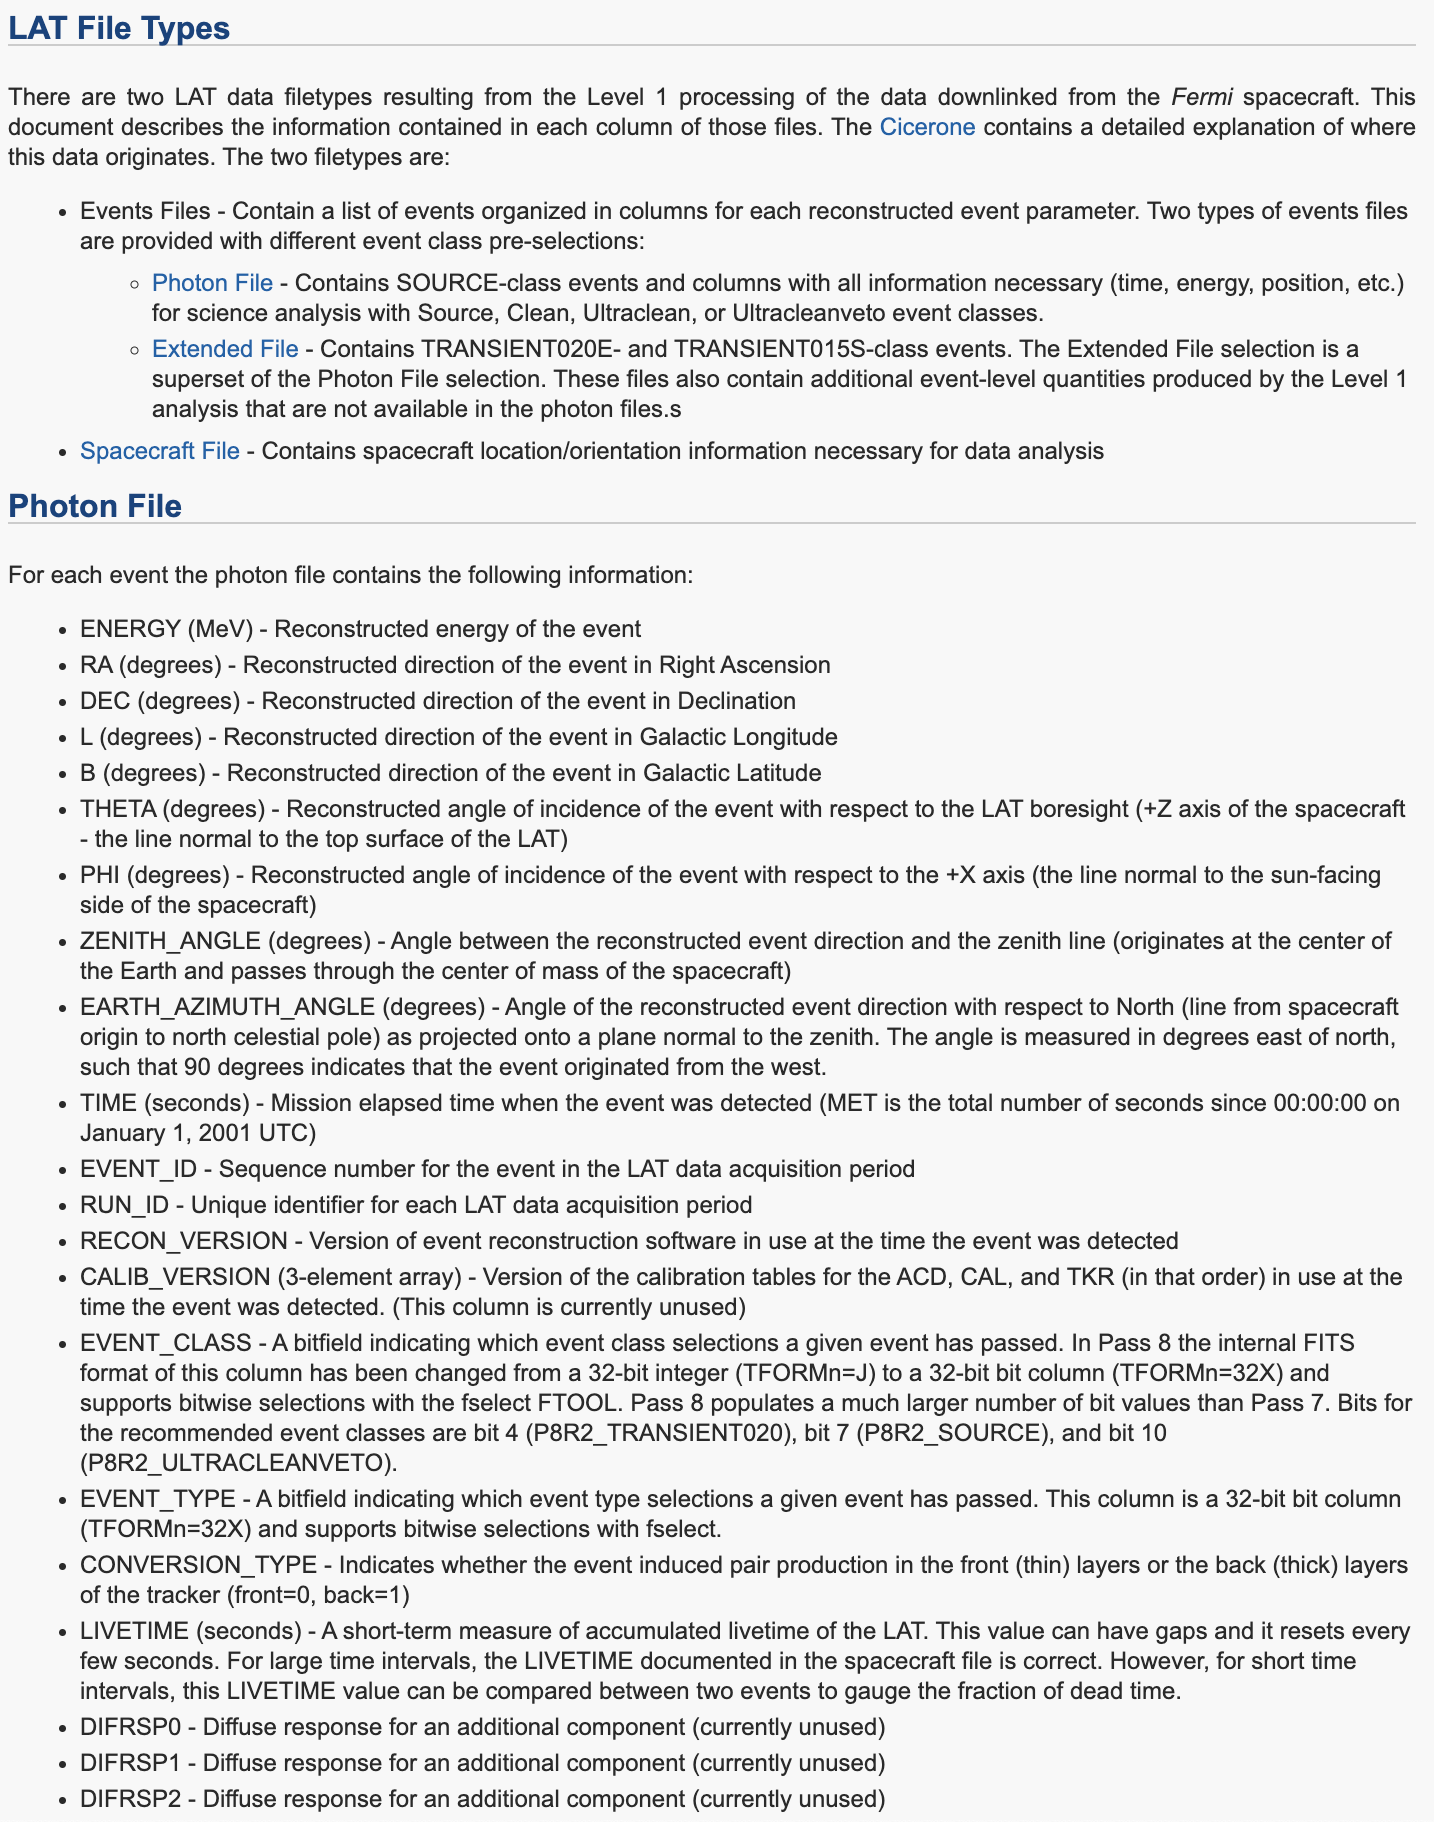 LAT File Types
There are two LAT data filetypes resulting from the Level 1 processing of the data downlinked from the Fermi spacecraft. This
document describes the information contained in each column of those files. The Cicerone contains a detailed explanation of where
this data originates. The two filetypes are:
• Events Files - Contain a list of events organized in columns for each reconstructed event parameter. Two types of events files
are provided with different event class pre-selections:
◦ Photon File - Contains SOURCE-class events and columns with all information necessary (time, energy, position, etc.)
for science analysis with Source, Clean, Ultraclean, or Ultracleanveto event classes.
◦ Extended File - Contains TRANSIENT020E- and TRANSIENT015S-class events. The Extended File selection is a
superset of the Photon File selection. These files also contain additional event-level quantities produced by the Level 1
analysis that are not available in the photon files.s
• Spacecraft File - Contains spacecraft location/orientation information necessary for data analysis
Photon File
For each event the photon file contains the following information:
• ENERGY (MeV) - Reconstructed energy of the event
• RA (degrees) - Reconstructed direction of the event in Right Ascension
• DEC (degrees) - Reconstructed direction of the event in Declination
• L (degrees) - Reconstructed direction of the event in Galactic Longitude
• B (degrees) - Reconstructed direction of the event in Galactic Latitude
• THETA (degrees) - Reconstructed angle of incidence of the event with respect to the LAT boresight (+Z axis of the spacecraft
- the line normal to the top surface of the LAT)
• PHI (degrees) - Reconstructed angle of incidence of the event with respect to the +X axis (the line normal to the sun-facing
side of the spacecraft)
• ZENITH_ANGLE (degrees) - Angle between the reconstructed event direction and the zenith line (originates at the center of
the Earth and passes through the center of mass of the spacecraft)
• EARTH_AZIMUTH_ANGLE (degrees) - Angle of the reconstructed event direction with respect to North (line from spacecraft
origin to north celestial pole) as projected onto a plane normal to the zenith. The angle is measured in degrees east of north,
such that 90 degrees indicates that the event originated from the west.
• TIME (seconds) - Mission elapsed time when the event was detected (MET is the total number of seconds since 00:00:00 on
January 1, 2001 UTC)
• EVENT_ID - Sequence number for the event in the LAT data acquisition period
• RUN_ID - Unique identifier for each LAT data acquisition period
• RECON_VERSION - Version of event reconstruction software in use at the time the event was detected
• CALIB_VERSION (3-element array) - Version of the calibration tables for the ACD, CAL, and TKR (in that order) in use at the
time the event was detected. (This column is currently unused)
• EVENT_CLASS - A bitfield indicating which event class selections a given event has passed. In Pass 8 the internal FITS
format of this column has been changed from a 32-bit integer (TFORMn=J) to a 32-bit bit column (TFORMn=32X) and
supports bitwise selections with the fselect FTOOL. Pass 8 populates a much larger number of bit values than Pass 7. Bits for
the recommended event classes are bit 4 (P8R2_TRANSIENT020), bit 7 (P8R2_SOURCE), and bit 10
(P8R2_ULTRACLEANVETO).
• EVENT_TYPE - A bitfield indicating which event type selections a given event has passed. This column is a 32-bit bit column
(TFORMn=32X) and supports bitwise selections with fselect.
• CONVERSION_TYPE - Indicates whether the event induced pair production in the front (thin) layers or the back (thick) layers
of the tracker (front=0, back=1)
• LIVETIME (seconds) - A short-term measure of accumulated livetime of the LAT. This value can have gaps and it resets every
few seconds. For large time intervals, the LIVETIME documented in the spacecraft file is correct. However, for short time
intervals, this LIVETIME value can be compared between two events to gauge the fraction of dead time.
• DIFRSP0 - Diffuse response for an additional component (currently unused)
• DIFRSP1 - Diffuse response for an additional component (currently unused)
• DIFRSP2 - Diffuse response for an additional component (currently unused)